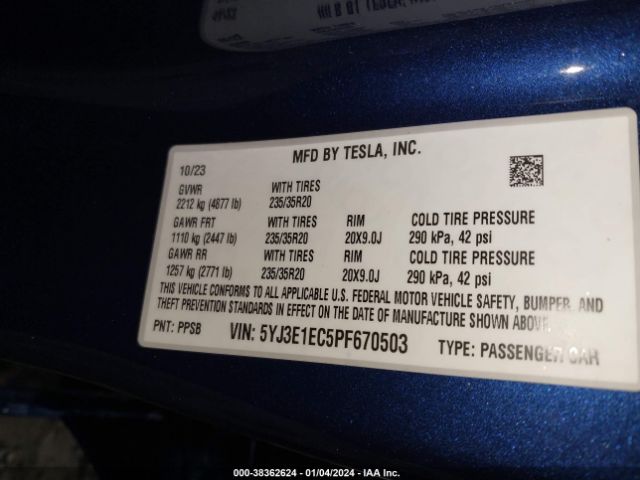 MFD BY TESLA, INC.
10/23
GVWR WITH TIRES
2212 kg (4877 lb) 235/35R20
GAWR FRT WITH TIRES RIM COLD TIRE PRESSURE
1110 kg (2447 lb) 235/35R20 20X9.0J 290 kPa, 42 psi
GAWR RR WITH TIRES RIM COLD TIRE PRESSURE
1257 kg (2771 lb) 235/35R20 20X9.0J 290 kPa, 42 psi
THIS VEHICLE CONFORMS TO ALL APPLICABLE U.S. FEDERAL MOTOR VEHICLE SAFETY, BUMPER, AND
THEFT PREVENTION STANDARDS IN EFFECT ON THE DATE OF MANUFACTURE SHOWN ABOVE.
PNT: PPSB VIN: 5YJ3E1EC5PF670503 TYPE: PASSENGER CAR
000-38362624 - 01/04/2024 - IAA Inc.